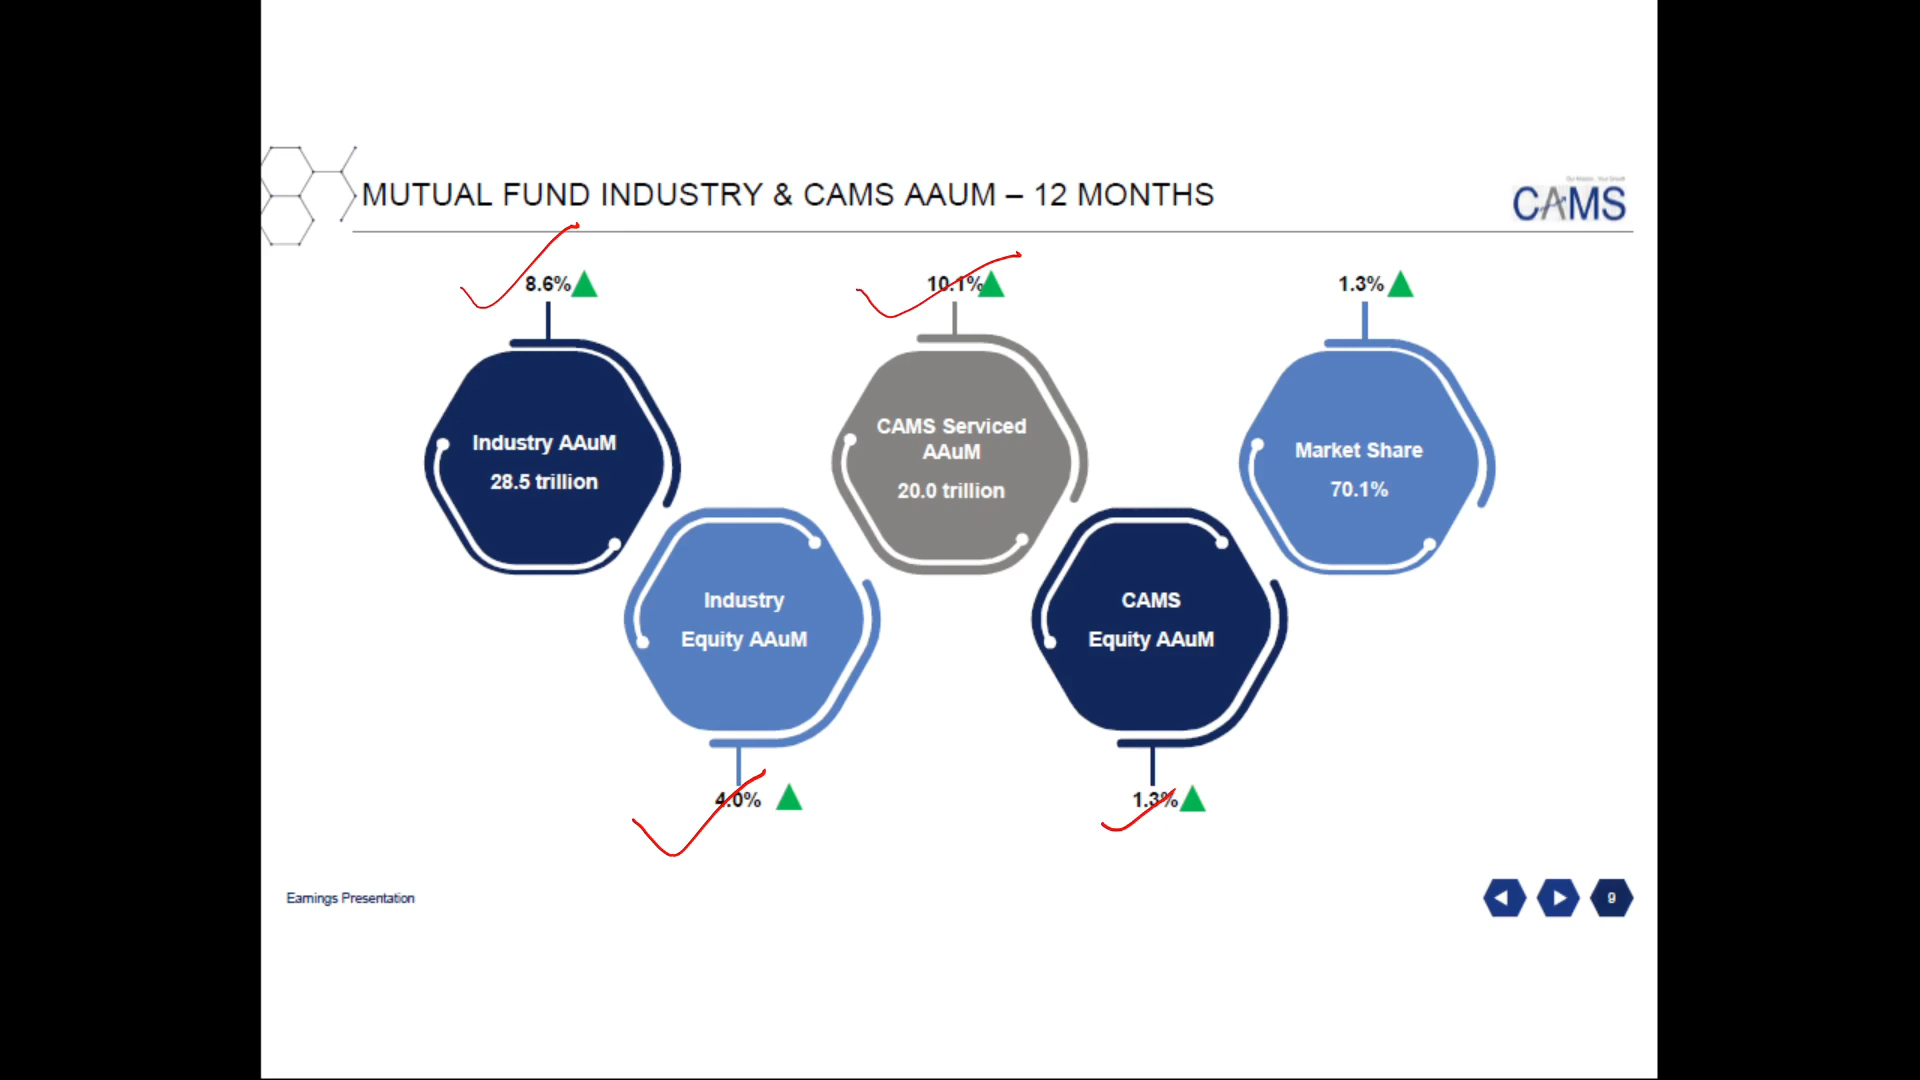 MUTUAL FUND INDUSTRY & CAMS AAUM – 12 MONTHS
CAMS
8.6%
10.1%
1.3%
Industry AAuM
28.5 trillion
CAMS Serviced
AAuM
20.0 trillion
Market Share
70.1%
Industry
Equity AAuM
CAMS
Equity AAuM
4.0%
1.3%
Earnings Presentation
9